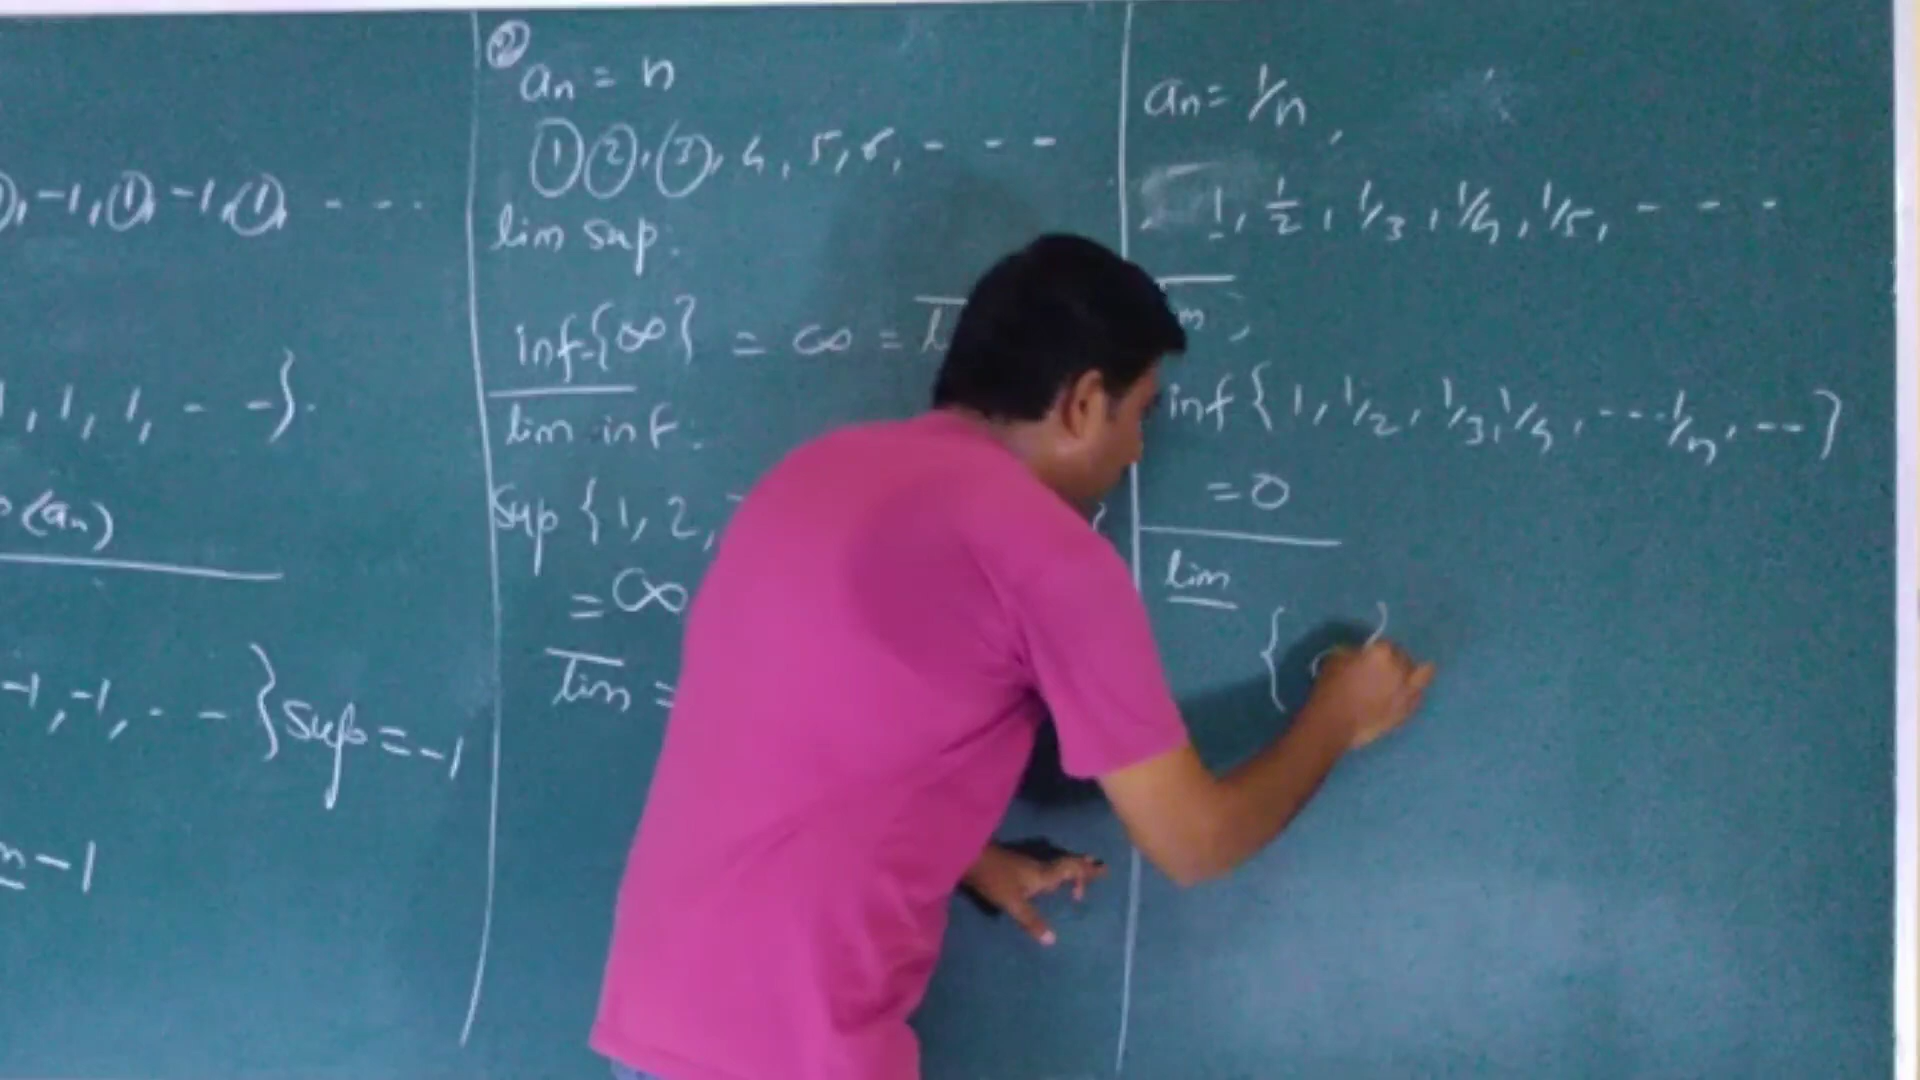 ), -1, 1, -1, 1, - - -
1, 1, 1, - - }.
(an)
-1, -1, - - } sup = -1
-1
②
an = n
1 2, 3, 4, 5, 6, - - -
lim sup.
inf {∞} = ∞ =
lim inf.
sup {1, 2,
= ∞
lim =
an = 1/n,
1, 1/2, 1/3, 1/4, 1/5, - - -
inf { 1, 1/2, 1/3, 1/4, - - - 1/n, - - }
= 0
lim
{